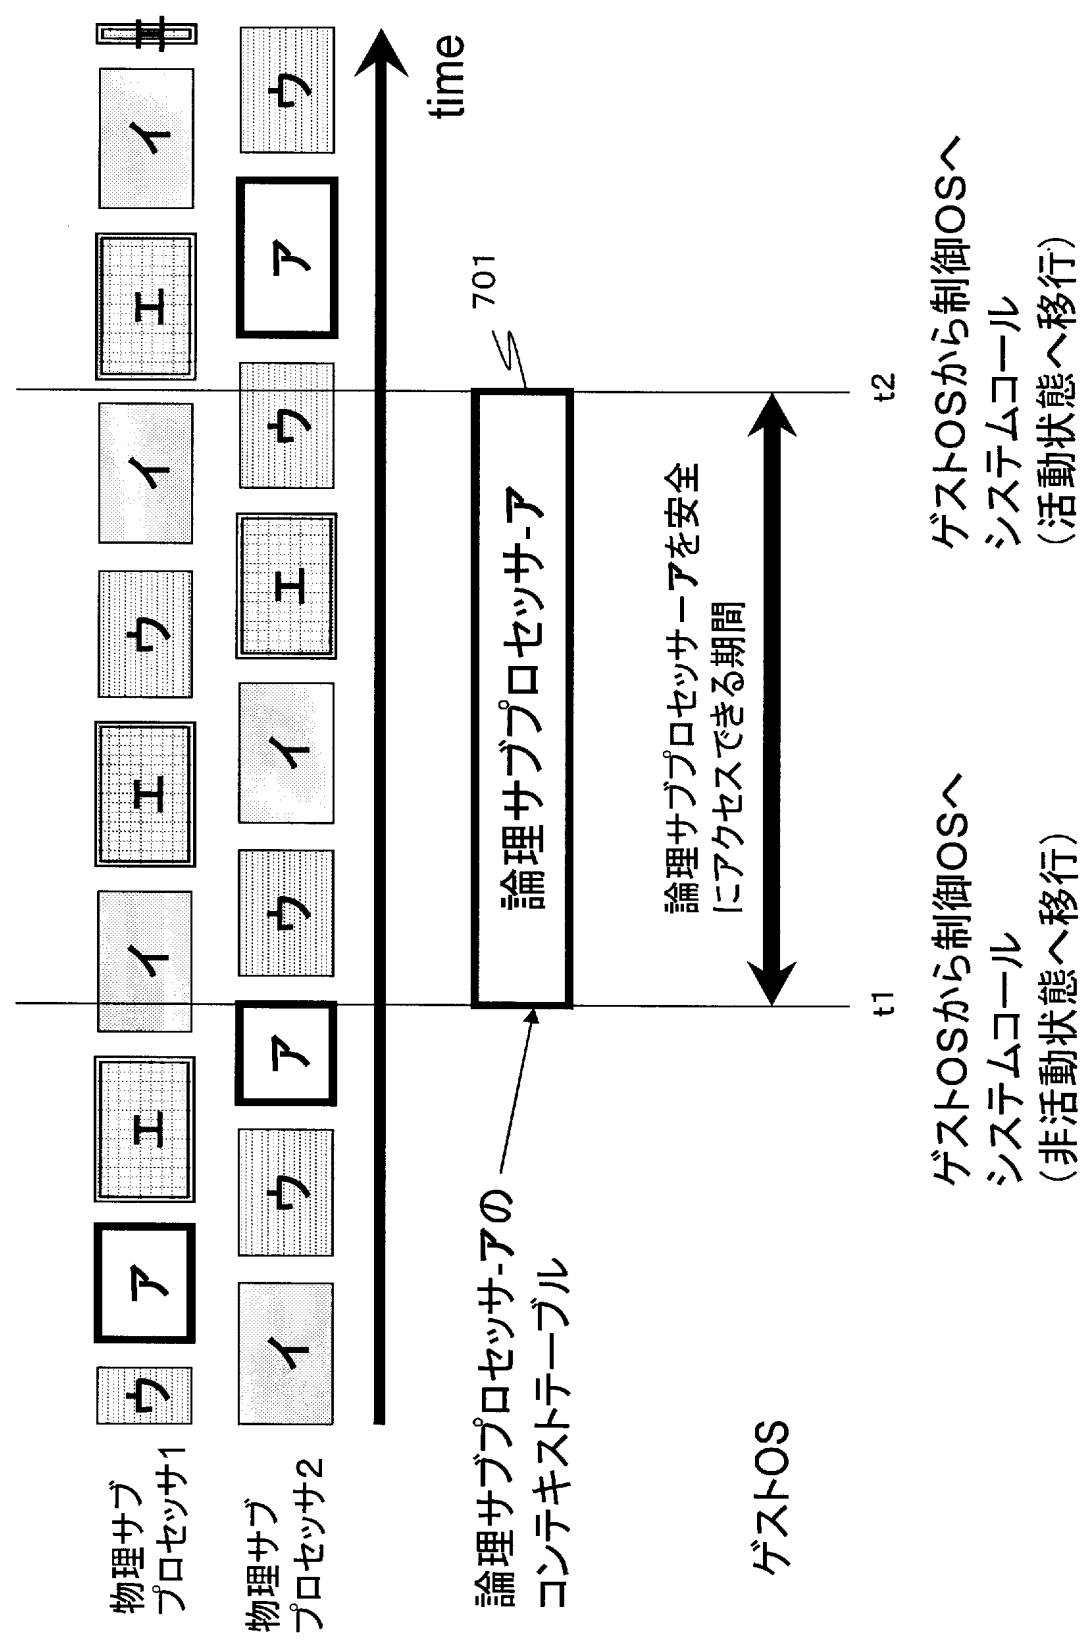 物理サブ
プロセッサ1
ウ ア エ イ エ ウ イ エ イ エ
物理サブ
プロセッサ2
イ ウ ア ウ イ エ ウ ア ウ
time
論理サブプロセッサ-アの
コンテキストテーブル
論理サブプロセッサ-ア
701
論理サブプロセッサーアを安全
にアクセスできる期間
ゲストOS
t1
t2
ゲストOSから制御OSへ
システムコール
（非活動状態へ移行）
ゲストOSから制御OSへ
システムコール
（活動状態へ移行）